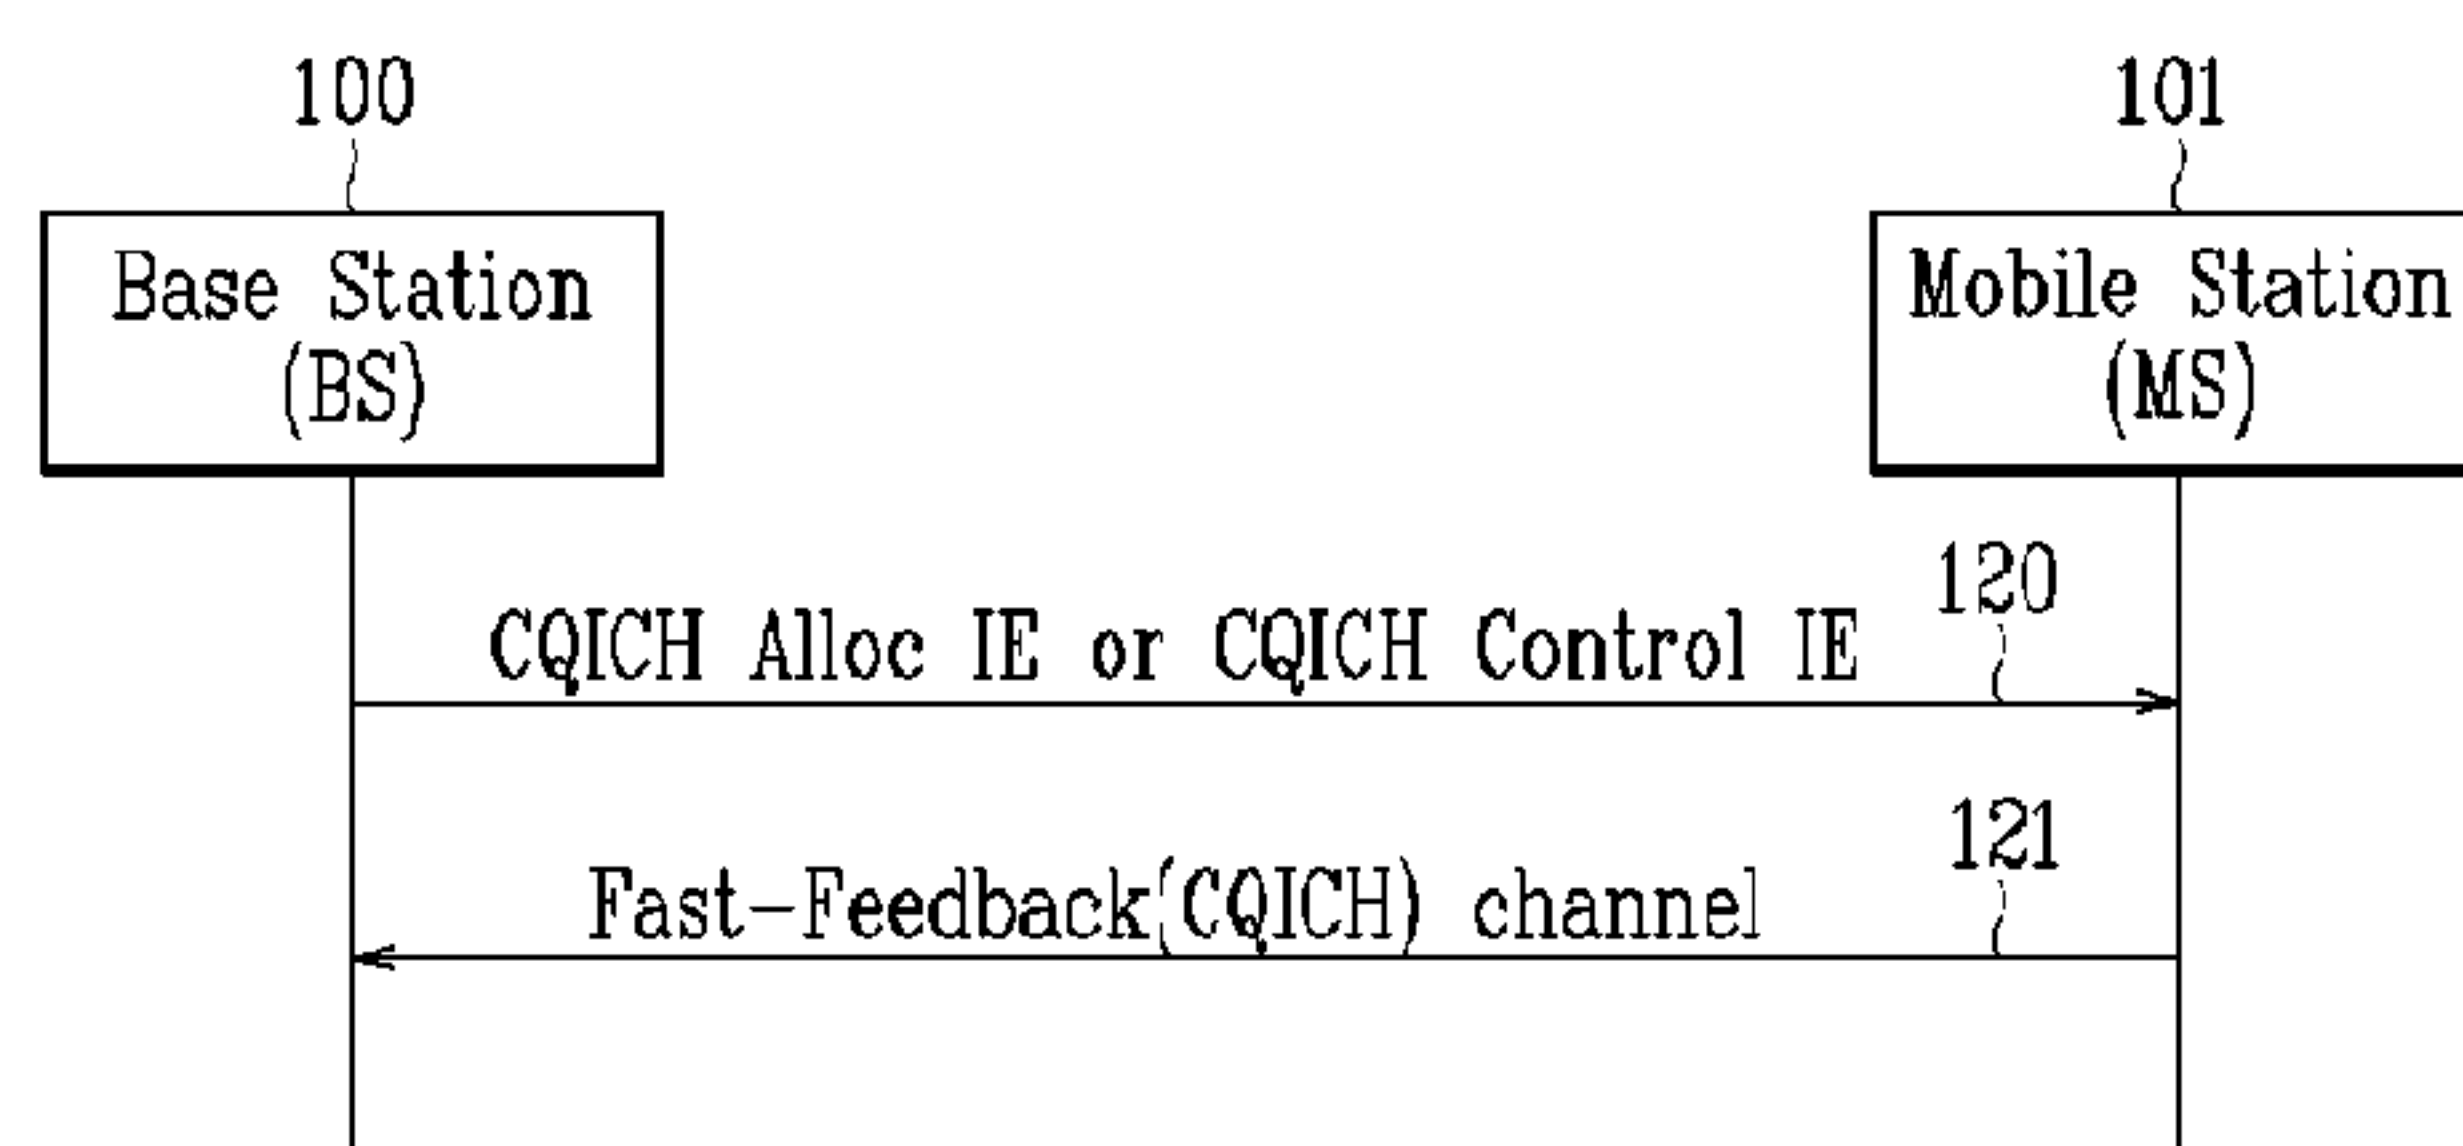 100
101
Base Station
(BS)
Mobile Station
(MS)
120
CQICH Alloc IE or CQICH Control IE
121
Fast-Feedback(CQICH) channel